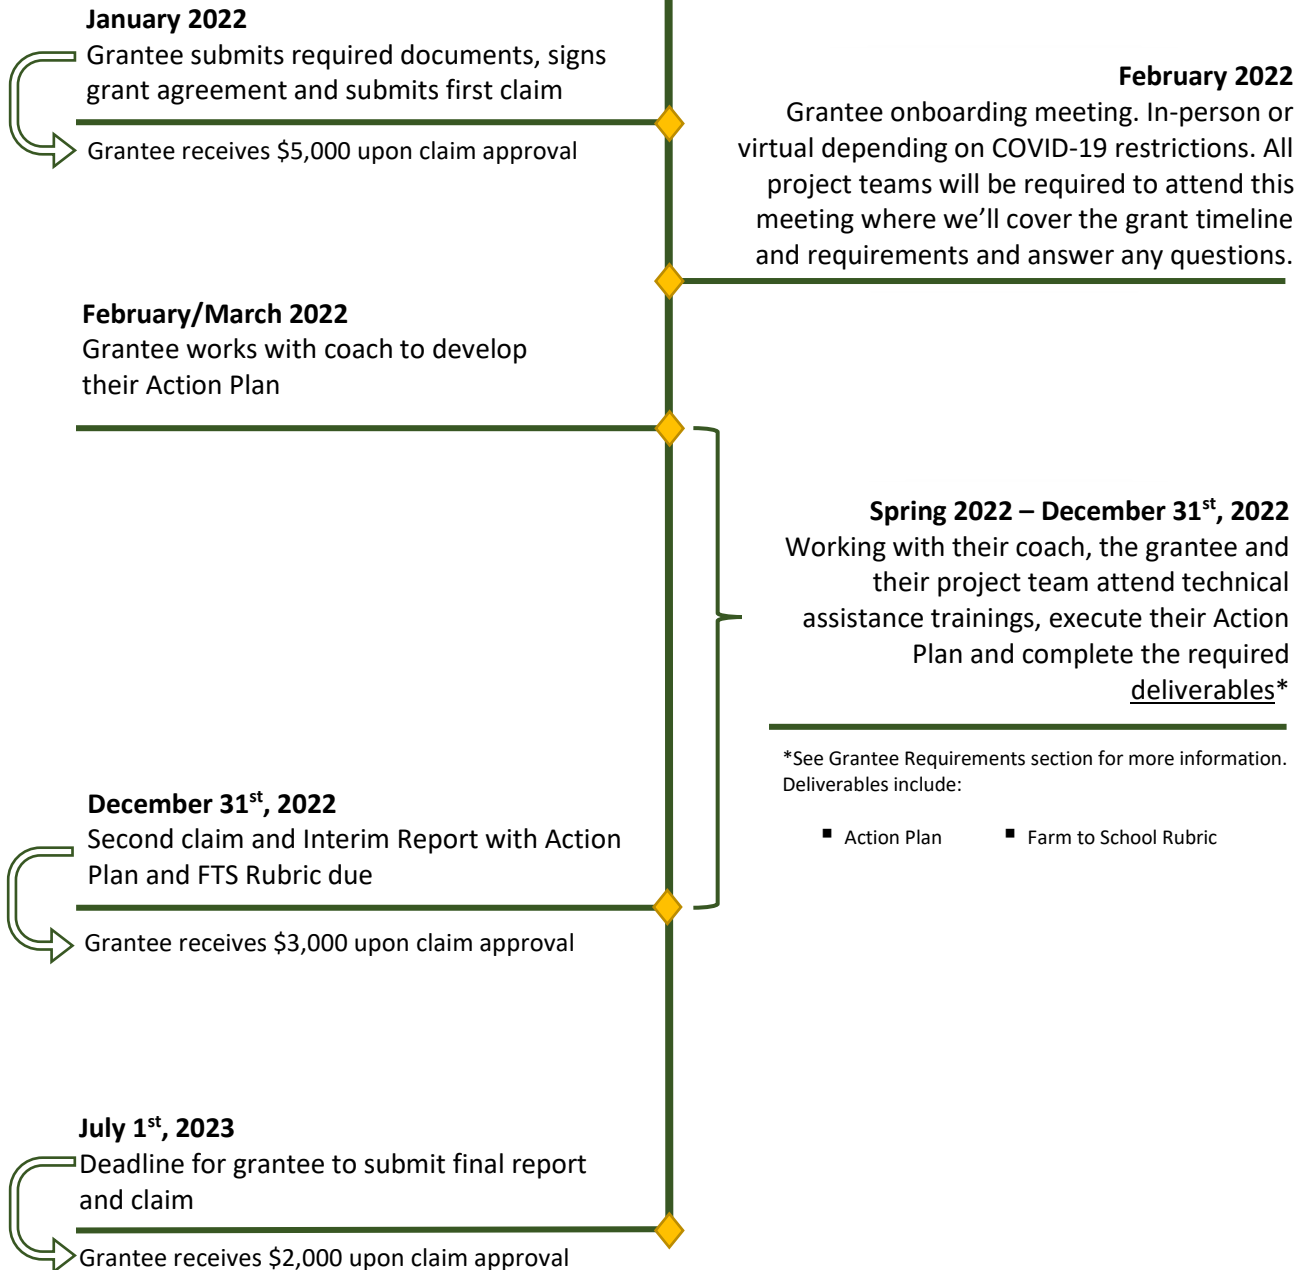 January 2022
Grantee submits required documents, signs
grant agreement and submits first claim
Grantee receives $5,000 upon claim approval
February 2022
Grantee onboarding meeting. In-person or
virtual depending on COVID-19 restrictions. All
project teams will be required to attend this
meeting where we’ll cover the grant timeline
and requirements and answer any questions.
February/March 2022
Grantee works with coach to develop
their Action Plan
Spring 2022 – December 31st, 2022
Working with their coach, the grantee and
their project team attend technical
assistance trainings, execute their Action
Plan and complete the required
deliverables*
*See Grantee Requirements section for more information.
Deliverables include:
▪ Action Plan ▪ Farm to School Rubric
December 31st, 2022
Second claim and Interim Report with Action
Plan and FTS Rubric due
Grantee receives $3,000 upon claim approval
July 1st, 2023
Deadline for grantee to submit final report
and claim
Grantee receives $2,000 upon claim approval